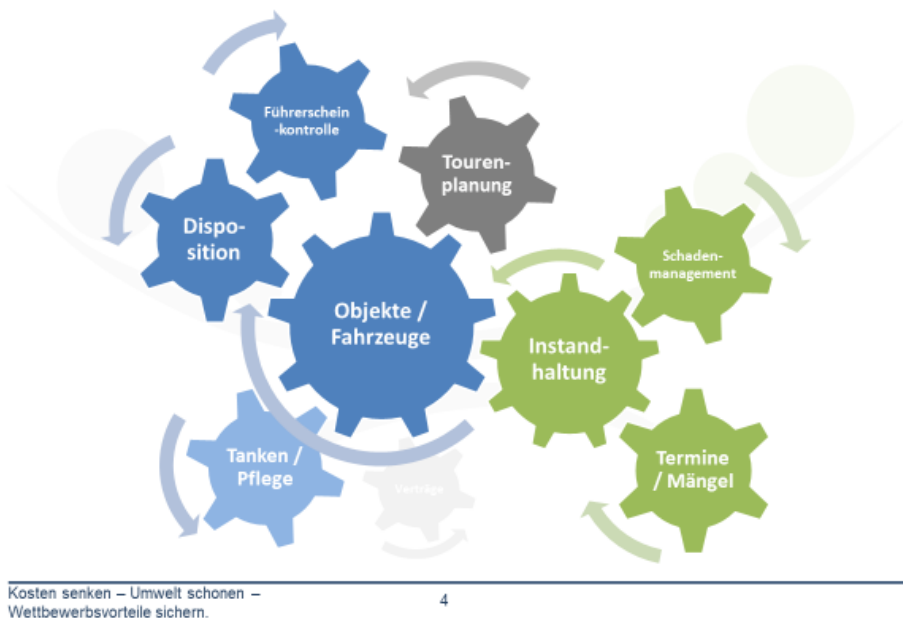 Führerschein
-kontrolle
Touren-
planung
Dispo-
sition
Schaden-
management
Objekte /
Fahrzeuge
Instand-
haltung
Tanken /
Pflege
Verträge
Termine
/ Mängel
Kosten senken – Umwelt schonen –
Wettbewerbsvorteile sichern.
4